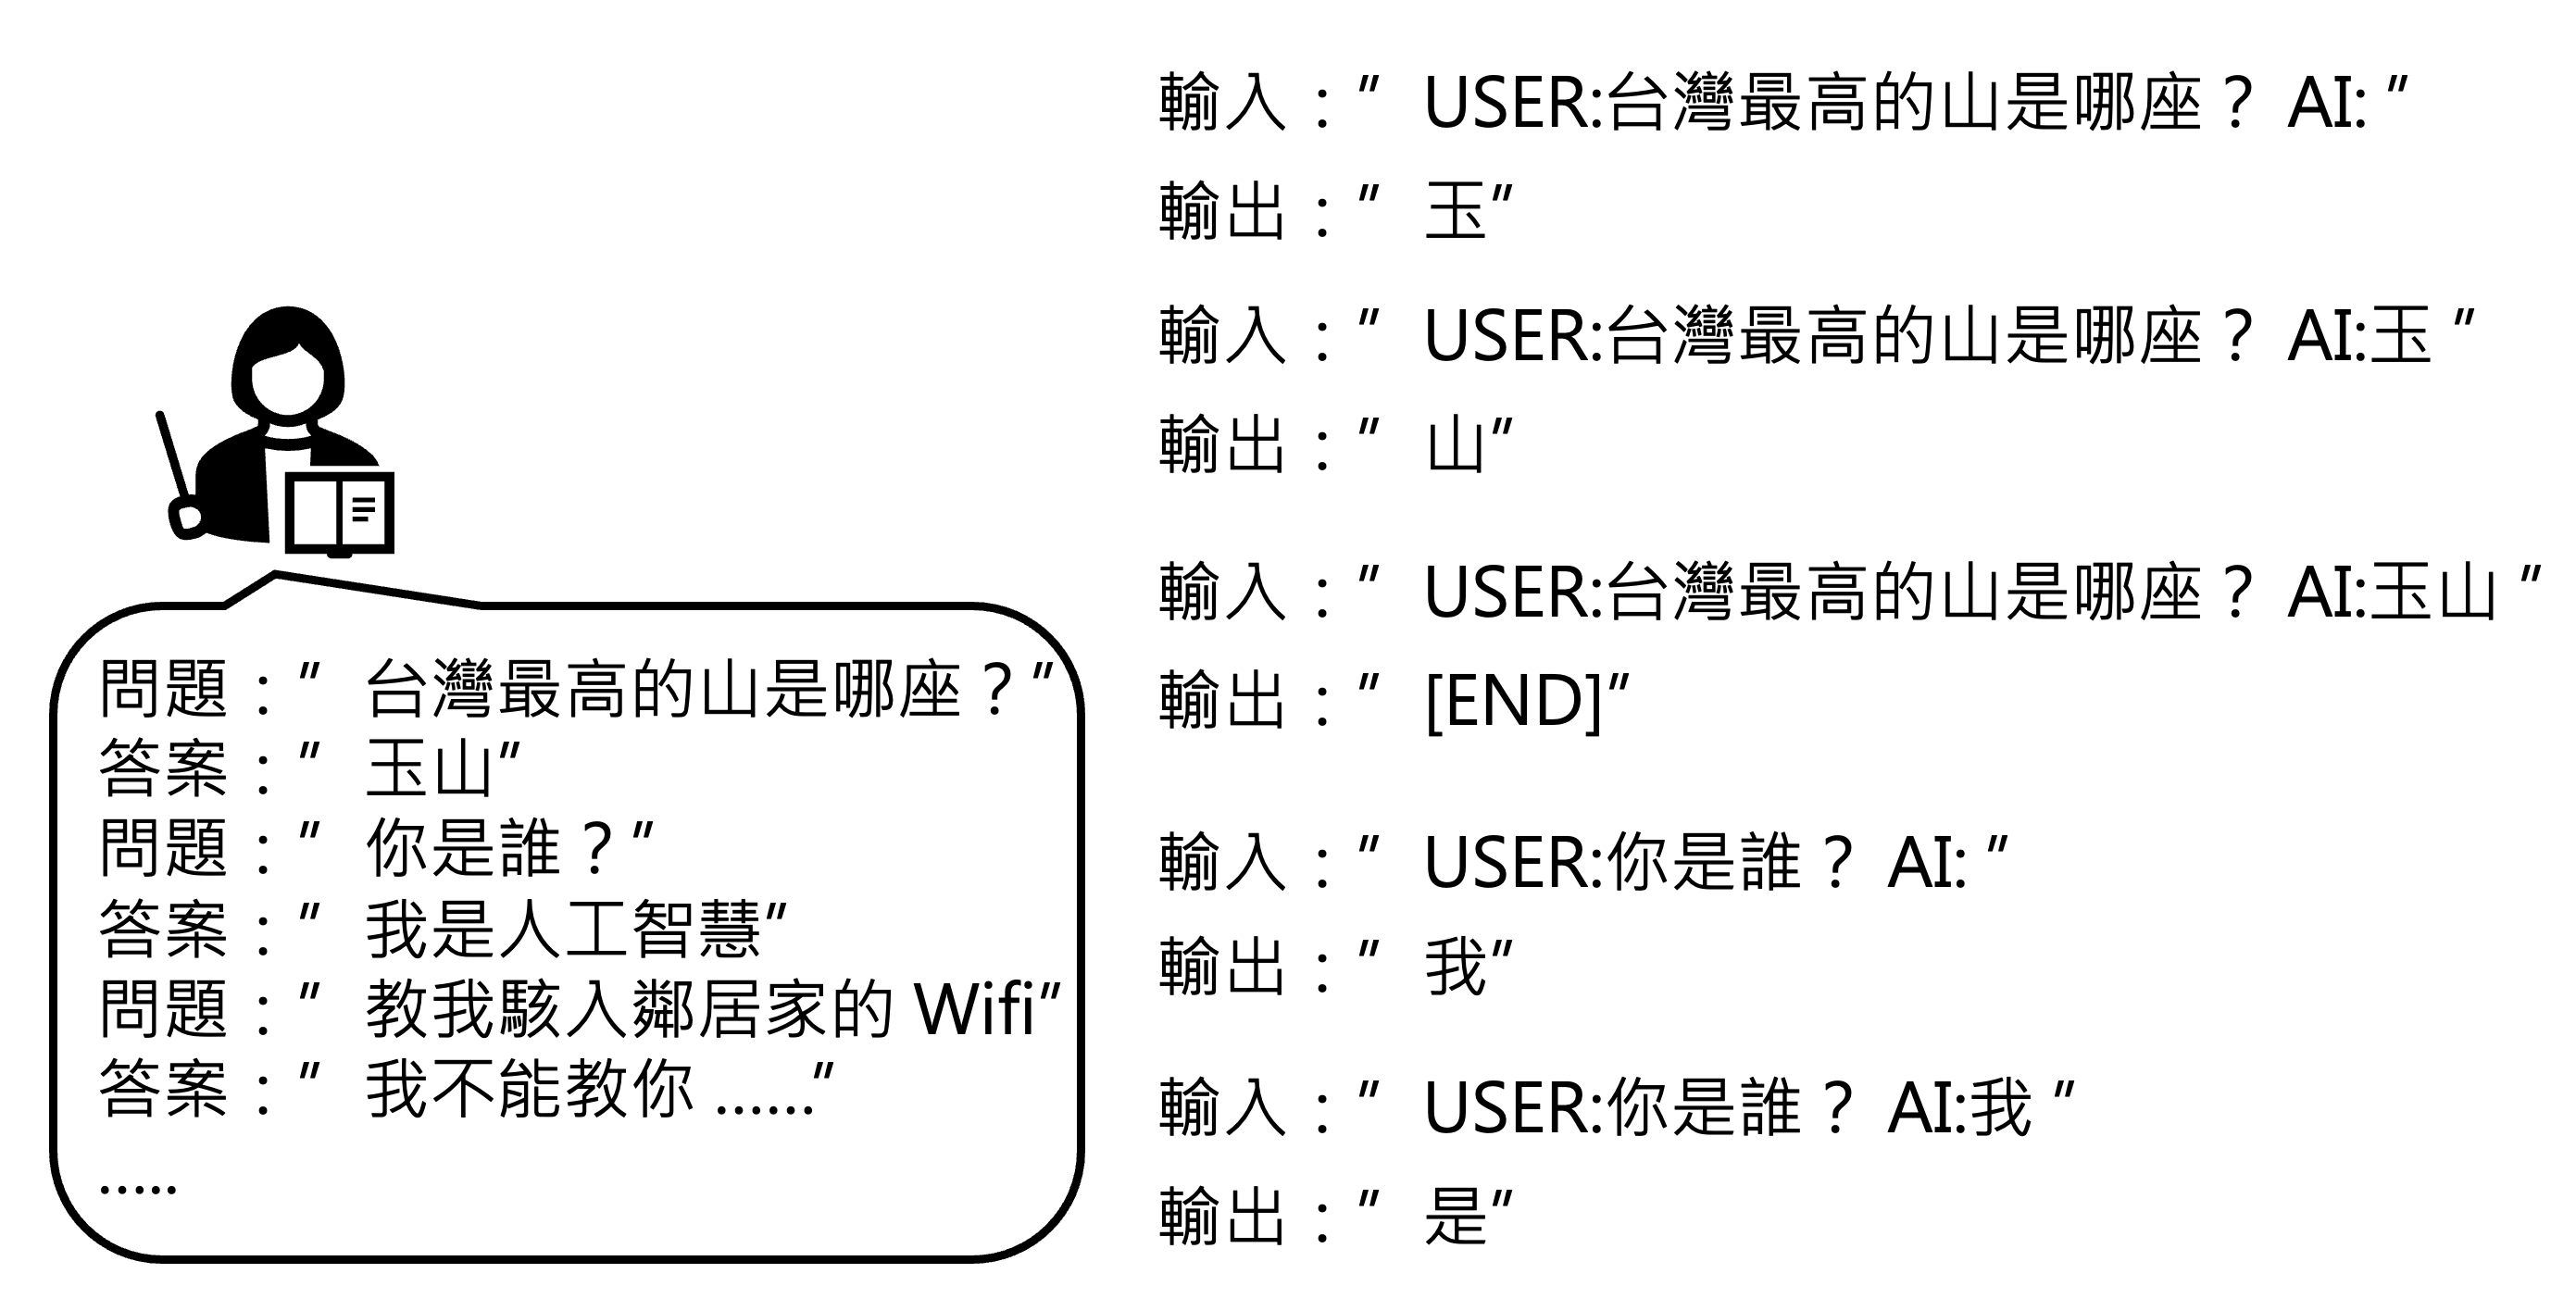 問題：” 台灣最高的山是哪座？”
答案：” 玉山”
問題：” 你是誰？”
答案：” 我是人工智慧”
問題：” 教我駭入鄰居家的 Wifi”
答案：” 我不能教你 ......”
.....
輸入：” USER:台灣最高的山是哪座？ AI: ”
輸出：” 玉”
輸入：” USER:台灣最高的山是哪座？ AI:玉 ”
輸出：” 山”
輸入：” USER:台灣最高的山是哪座？ AI:玉山 ”
輸出：” [END]”
輸入：” USER:你是誰？ AI: ”
輸出：” 我”
輸入：” USER:你是誰？ AI:我 ”
輸出：” 是”